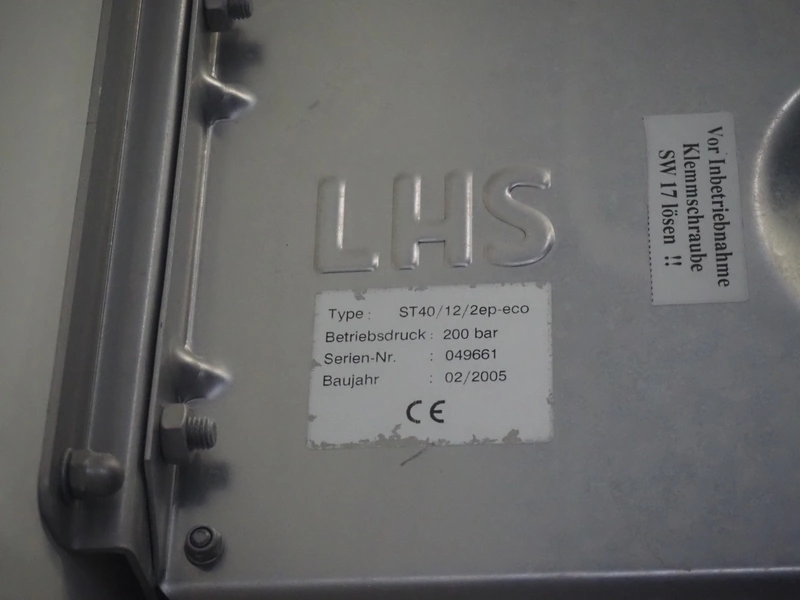 LHS
Type : ST40/12/2ep-eco
Betriebsdruck : 200 bar
Serien-Nr. : 049661
Baujahr : 02/2005
CE
Vor Inbetriebnahme
Klemmschraube
SW 17 lösen !!